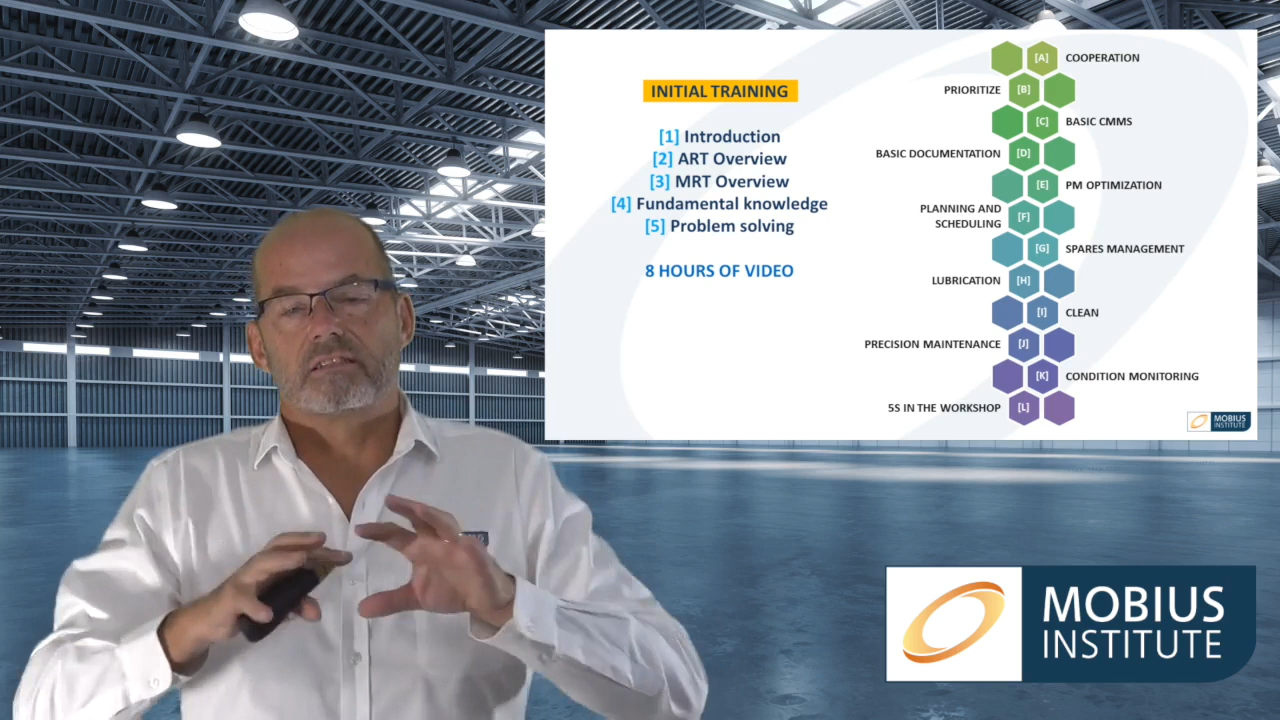 INITIAL TRAINING
[1] Introduction
[2] ART Overview
[3] MRT Overview
[4] Fundamental knowledge
[5] Problem solving
8 HOURS OF VIDEO
[A] COOPERATION
PRIORITIZE [B]
[C] BASIC CMMS
BASIC DOCUMENTATION [D]
[E] PM OPTIMIZATION
PLANNING AND
SCHEDULING [F]
[G] SPARES MANAGEMENT
LUBRICATION [H]
[I] CLEAN
PRECISION MAINTENANCE [J]
[K] CONDITION MONITORING
5S IN THE WORKSHOP [L]
MOBIUS
INSTITUTE
MOBIUS
INSTITUTE